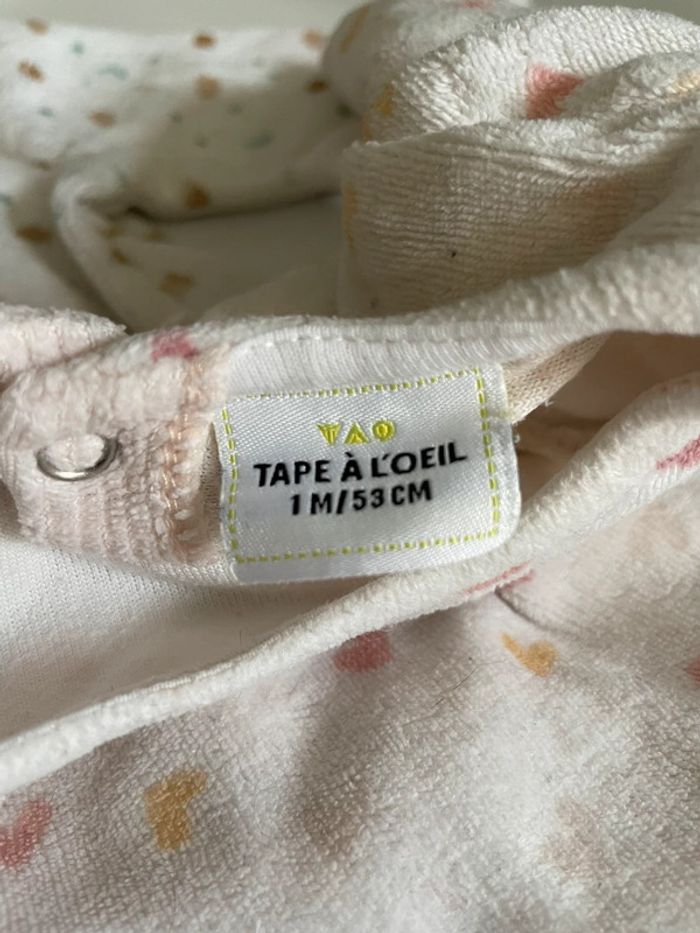 TAO
TAPE À L'OEIL
1 M/53 CM